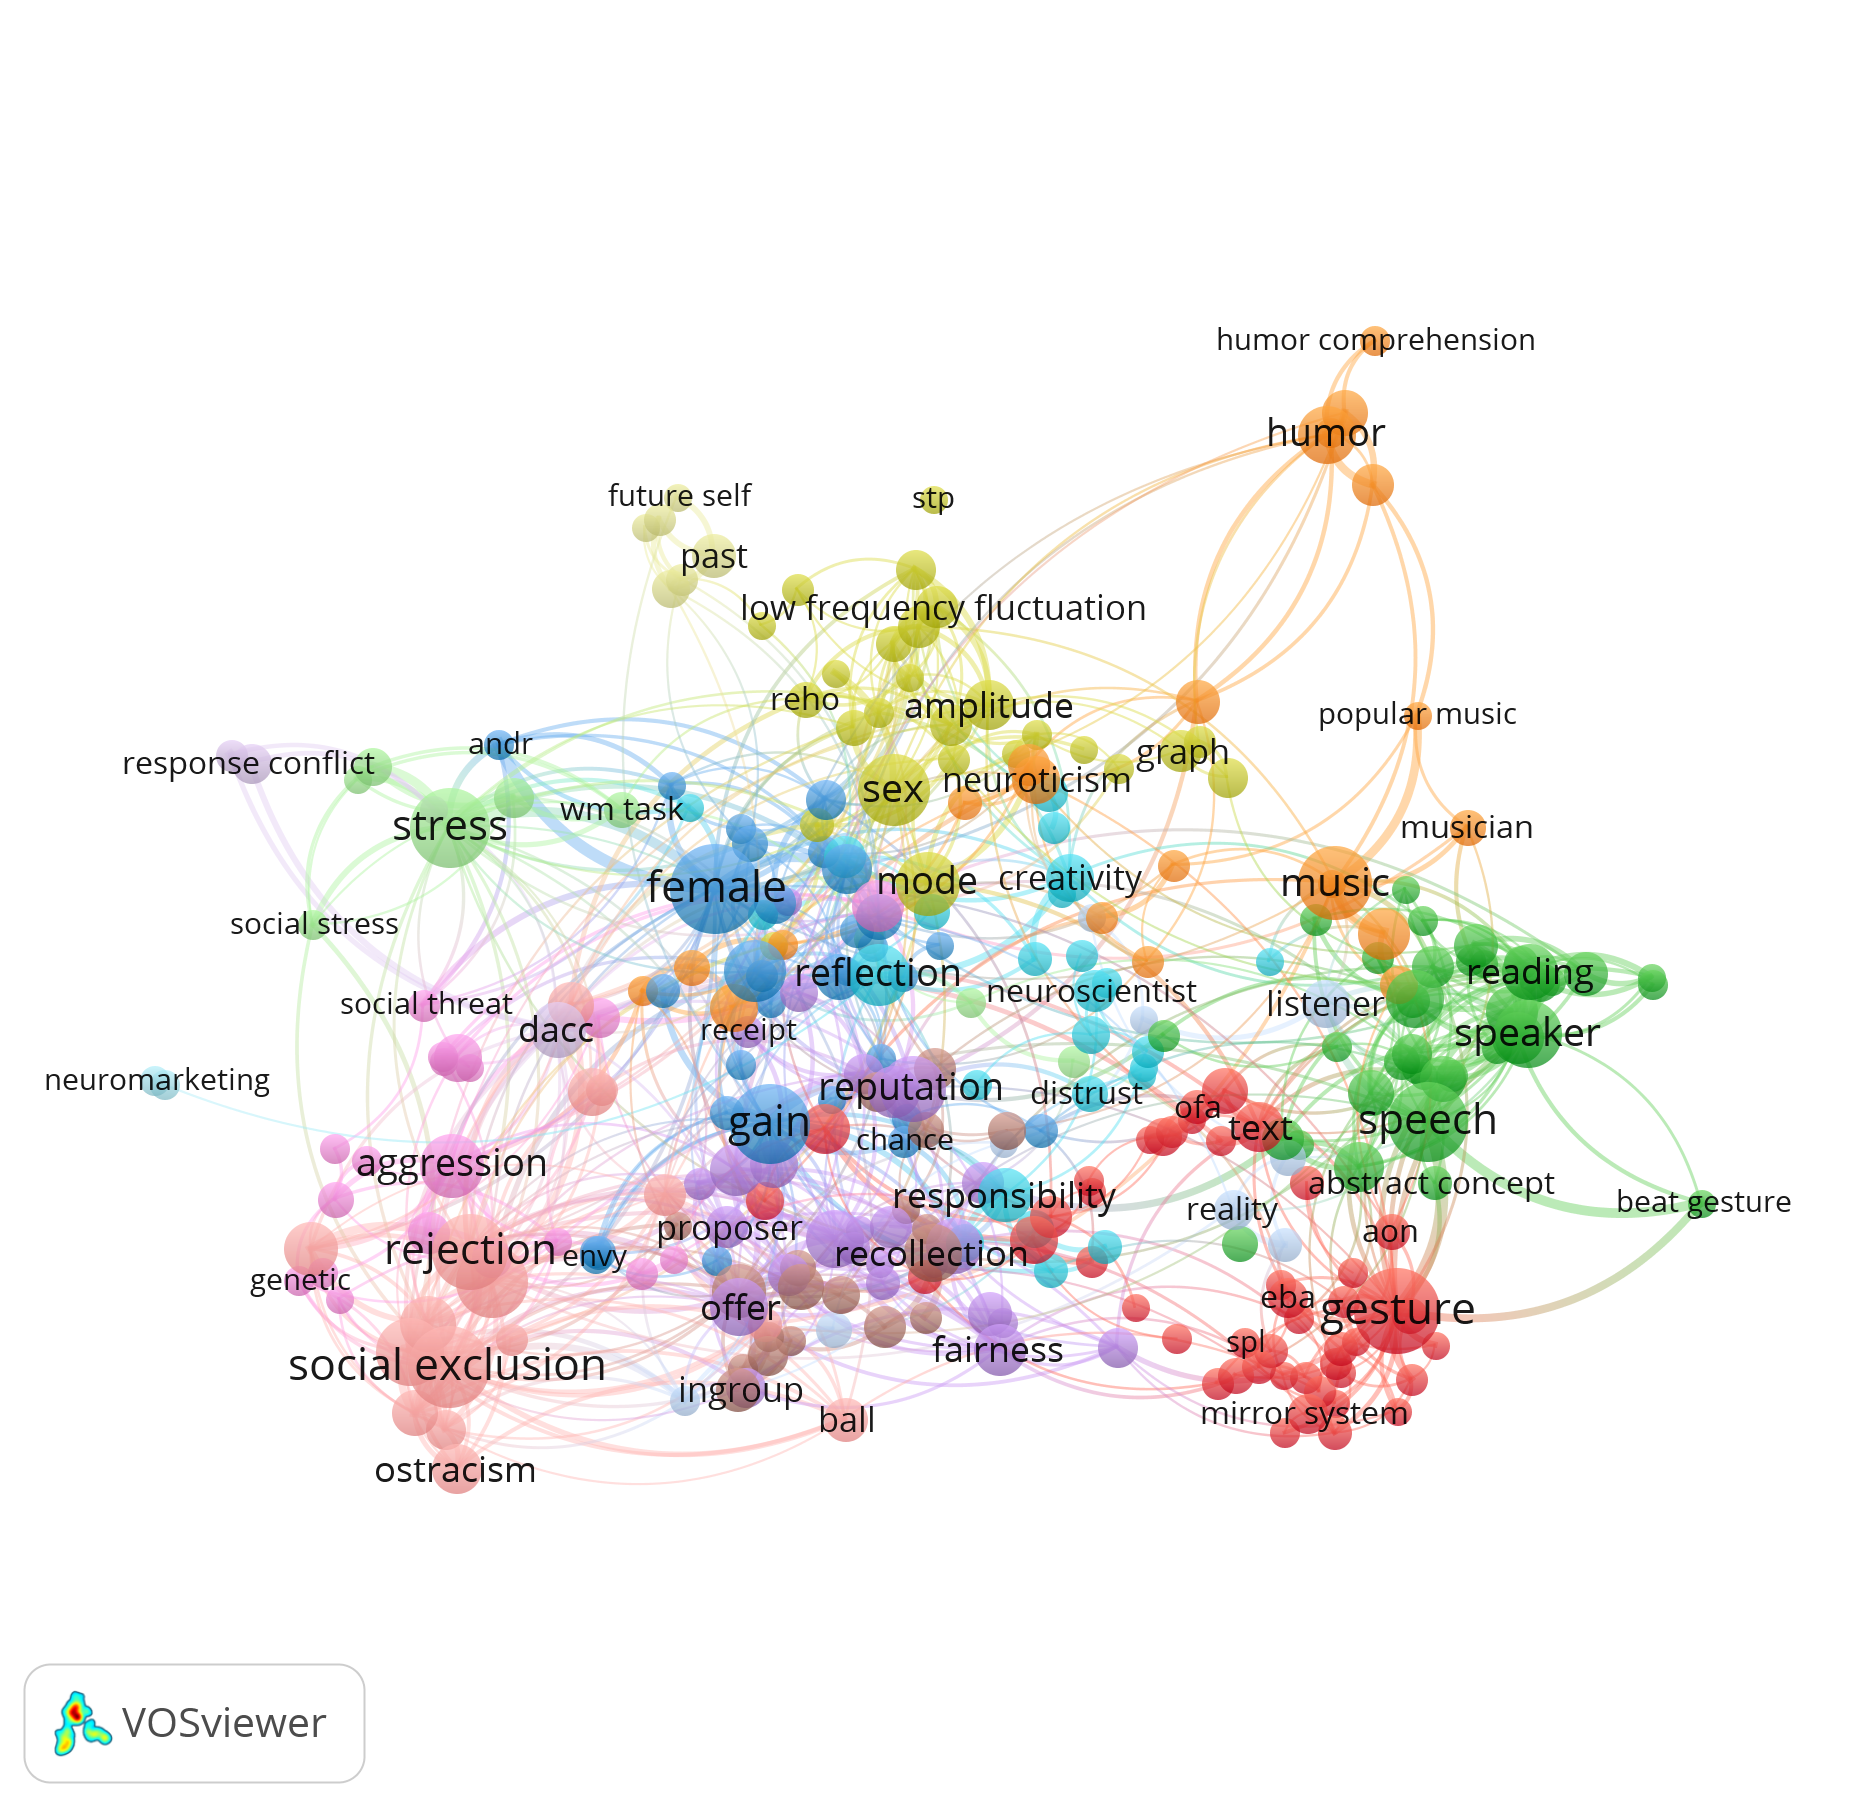 humor comprehension
humor
future self
stp
past
low frequency fluctuation
reho
amplitude
popular music
andr
response conflict
graph
neuroticism
sex
wm task
stress
musician
female
mode
creativity
music
social stress
reflection
reading
neuroscientist
social threat
listener
dacc
receipt
speaker
neuromarketing
reputation
distrust
ofa
gain
chance
text
speech
aggression
responsibility
abstract concept
reality
beat gesture
proposer
aon
rejection
envy
recollection
genetic
eba
offer
gesture
spl
fairness
social exclusion
ingroup
mirror system
ball
ostracism
VOSviewer